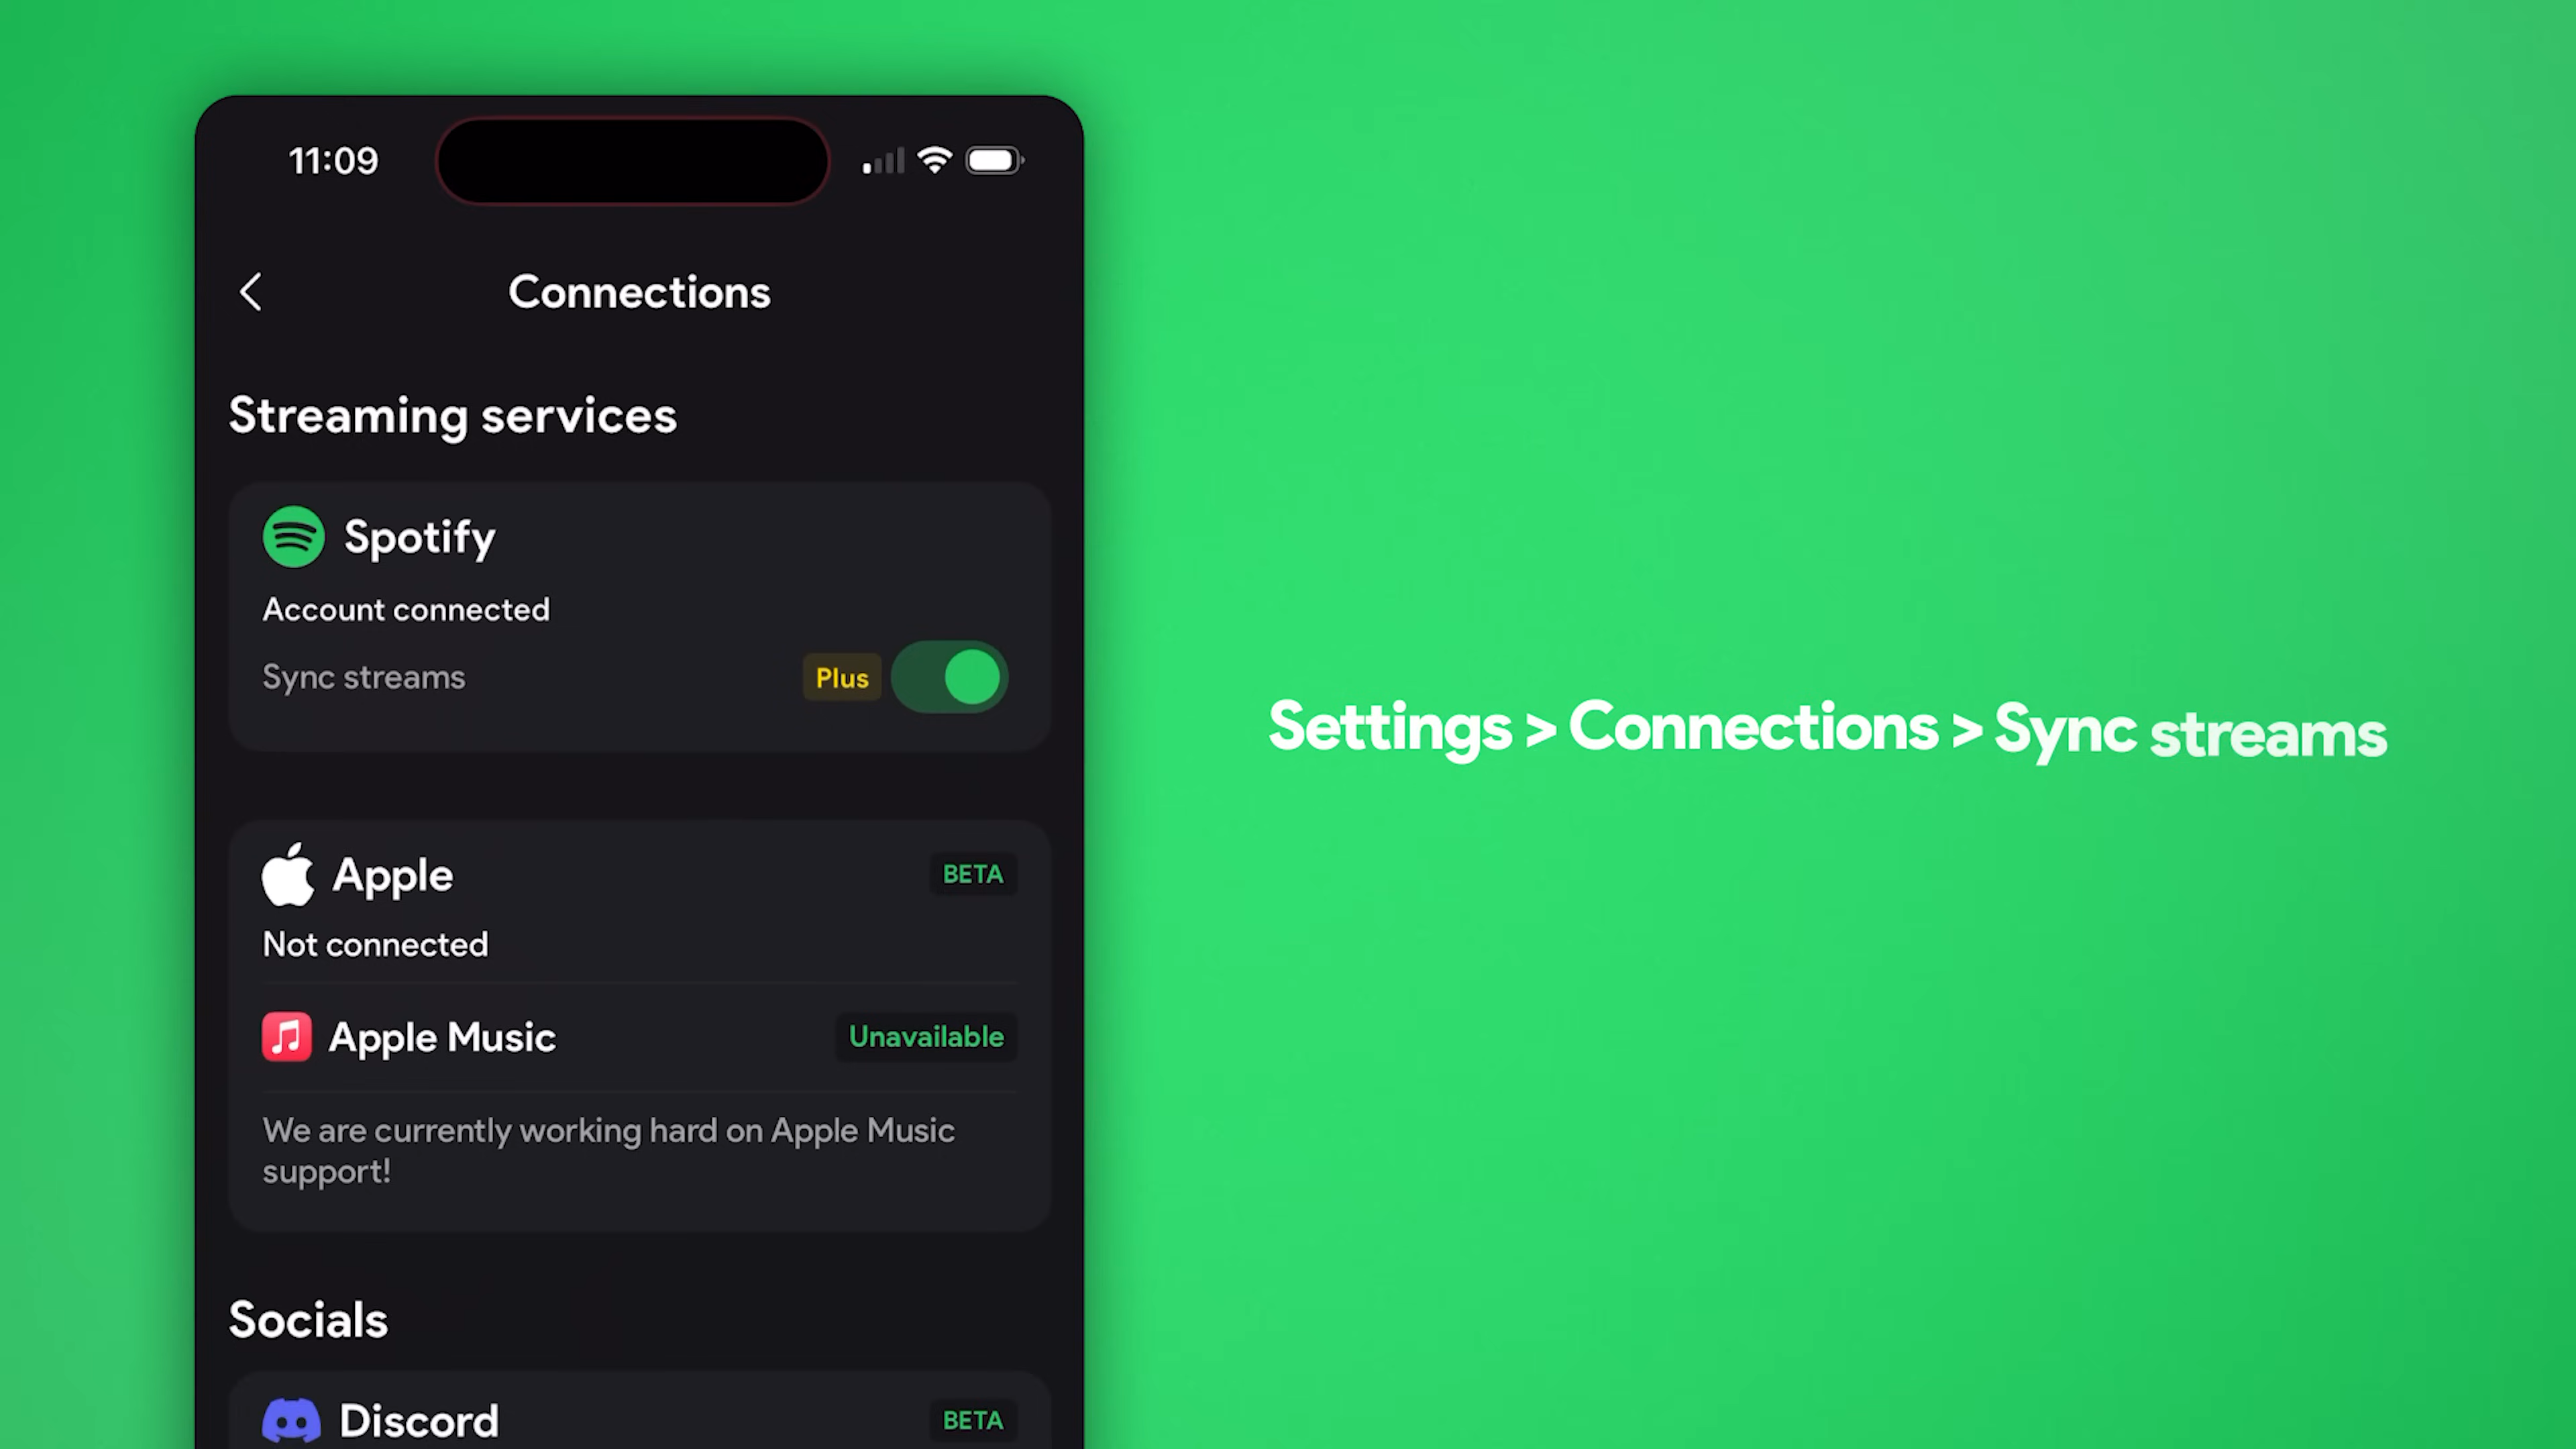 11:09
Connections
Streaming services
Spotify
Account connected
Sync streams Plus
Apple BETA
Not connected
Apple Music Unavailable
We are currently working hard on Apple Music
support!
Socials
Discord BETA
Settings > Connections > Sync streams